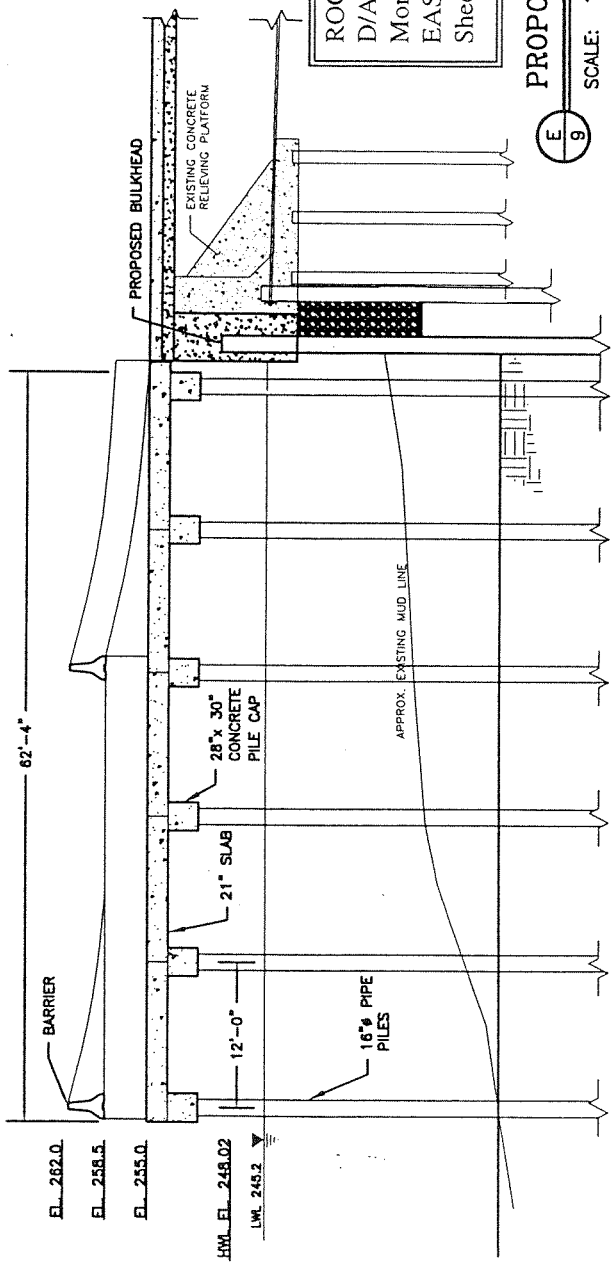 62'-4"
BARRIER
PROPOSED BULKHEAD
EXISTING CONCRETE
RELIEVING PLATFORM
EL. 262.0
EL. 258.5
EL. 255.0
HWL EL. 248.02
LWL 245.2
28"x 30"
CONCRETE
PILE CAP
21" SLAB
12'-0"
16"ø PIPE
PILES
APPROX. EXISTING MUD LINE
ROC
D/A
Mor
EAS
Shee
E
9
PROPO
SCALE: